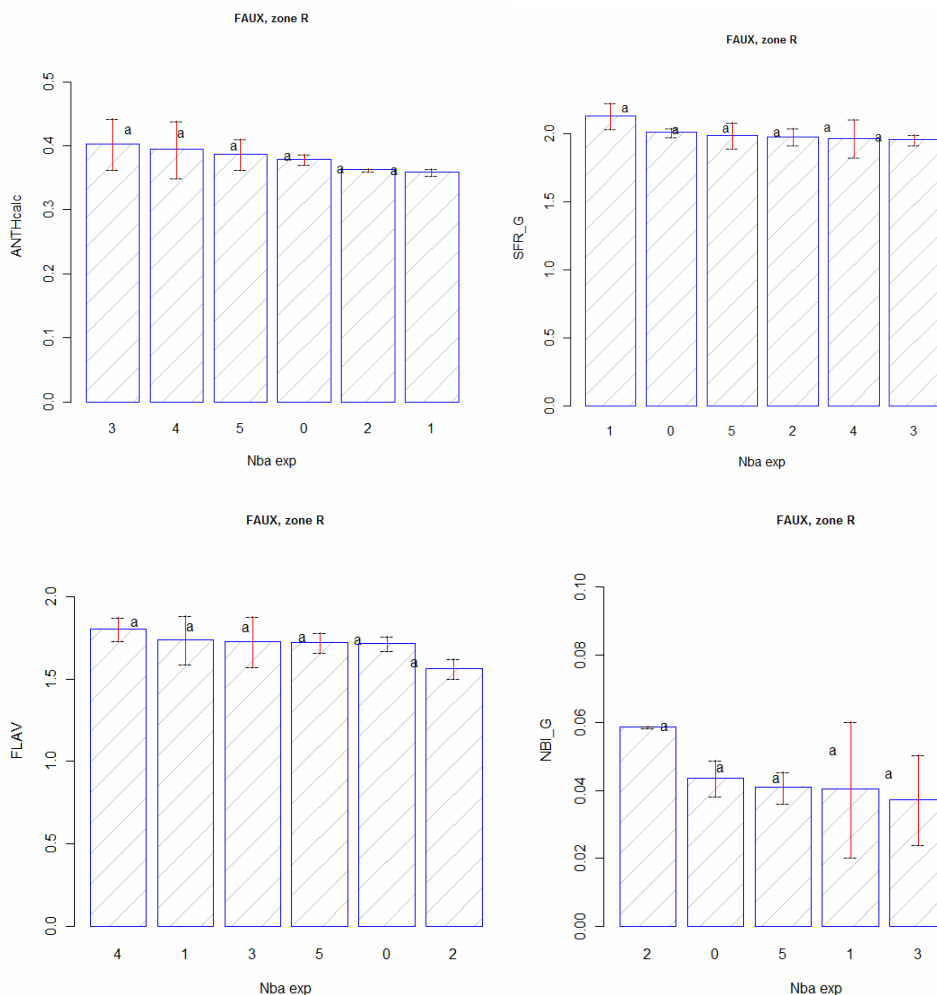 FAUX, zone R
ANTHcalc
0.5
0.4
0.3
0.2
0.1
0.0
a a a a a a
3 4 5 0 2 1
Nba exp
FAUX, zone R
SFR_G
2.0
1.5
1.0
0.5
0.0
a a a a a a
1 0 5 2 4 3
Nba exp
FAUX, zone R
FLAV
2.0
1.5
1.0
0.5
0.0
a a a a a a
4 1 3 5 0 2
Nba exp
FAUX, zone R
NBI_G
0.10
0.08
0.06
0.04
0.02
0.00
a a a a a
2 0 5 1 3
Nba exp